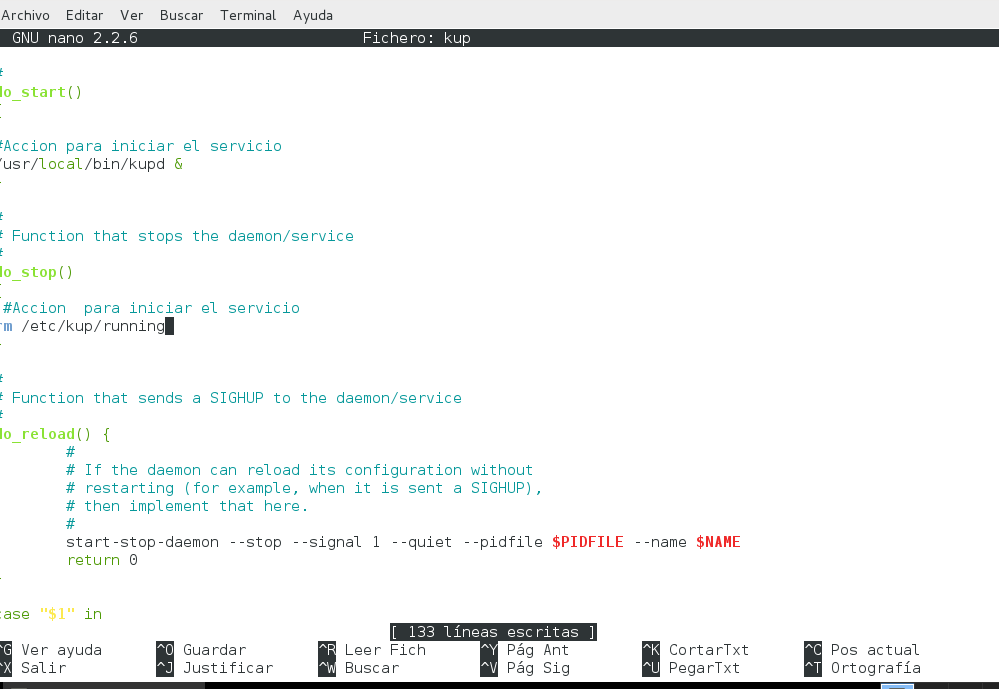 Archivo Editar Ver Buscar Terminal Ayuda
GNU nano 2.2.6 Fichero: kup
#
do_start()
{
#Accion para iniciar el servicio
/usr/local/bin/kupd &
}
#
# Function that stops the daemon/service
#
do_stop()
{
#Accion  para iniciar el servicio
rm /etc/kup/running
}
#
# Function that sends a SIGHUP to the daemon/service
#
do_reload() {
#
# If the daemon can reload its configuration without
# restarting (for example, when it is sent a SIGHUP),
# then implement that here.
#
start-stop-daemon --stop --signal 1 --quiet --pidfile $PIDFILE --name $NAME
return 0
}
case "$1" in
[ 133 líneas escritas ]
^G Ver ayuda ^O Guardar ^R Leer Fich ^Y Pág Ant ^K CortarTxt ^C Pos actual
^X Salir ^J Justificar ^W Buscar ^V Pág Sig ^U PegarTxt ^T Ortografía